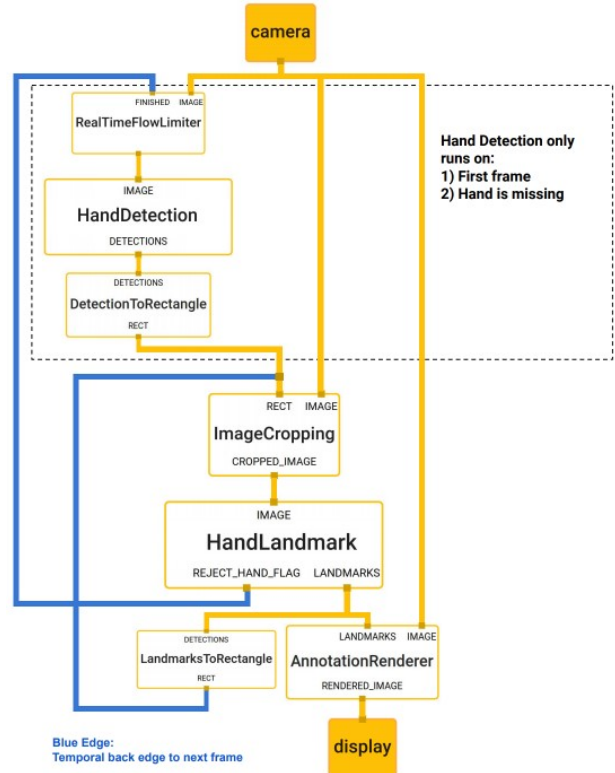 camera
FINISHED IMAGE
RealTimeFlowLimiter
Hand Detection only
runs on:
1) First frame
2) Hand is missing
IMAGE
HandDetection
DETECTIONS
DETECTIONS
DetectionToRectangle
RECT
RECT IMAGE
ImageCropping
CROPPED_IMAGE
IMAGE
HandLandmark
REJECT_HAND_FLAG LANDMARKS
DETECTIONS
LandmarksToRectangle
RECT
LANDMARKS IMAGE
AnnotationRenderer
RENDERED_IMAGE
display
Blue Edge:
Temporal back edge to next frame